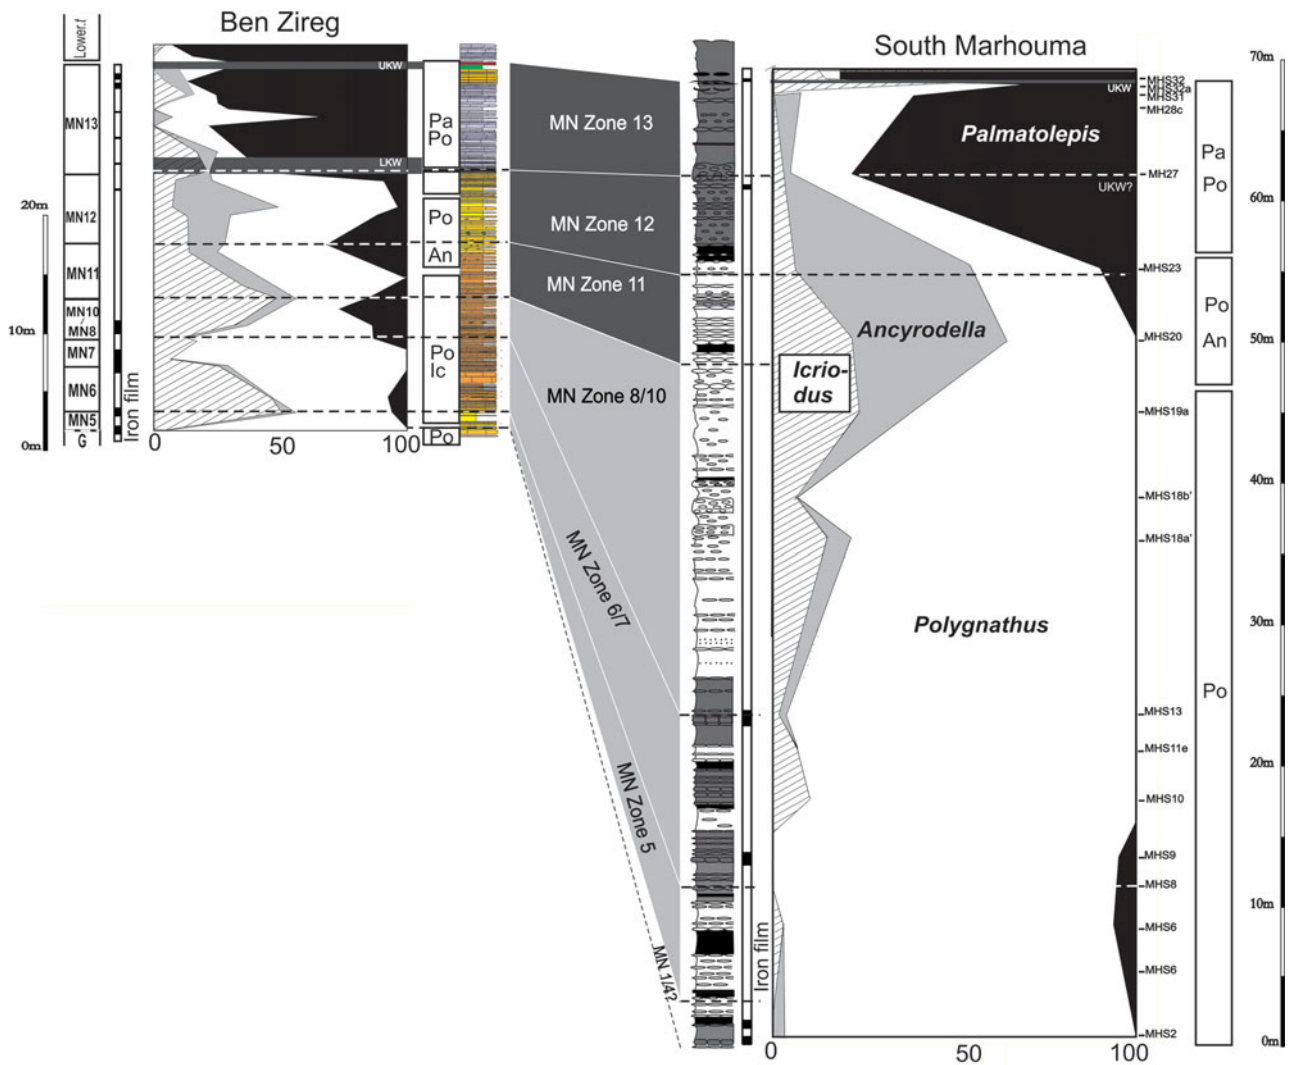 Ben Zireg
South Marhouma
Lower.t
MN13
MN12
MN11
MN10
/
MN8
MN7
MN6
MN5
G
20m
10m
0m
Iron film
UKW
LKW
0
50
100
Pa
Po
Po
An
Po
Ic
Po
MN Zone 13
MN Zone 12
MN Zone 11
MN Zone 8/10
MN Zone 6/7
MN Zone 5
MN 1/4?
Iron film
Palmatolepis
Ancyrodella
Icrio-
dus
Polygnathus
UKW
UKW?
0
50
100
MHS32
MHS32a
MHS31
MH28c
MH27
MHS23
MHS20
MHS19a
MHS18b'
MHS18a'
MHS13
MHS11e
MHS10
MHS9
MHS8
MHS6
MHS6
MHS2
Pa
Po
Po
An
Po
70m
60m
50m
40m
30m
20m
10m
0m